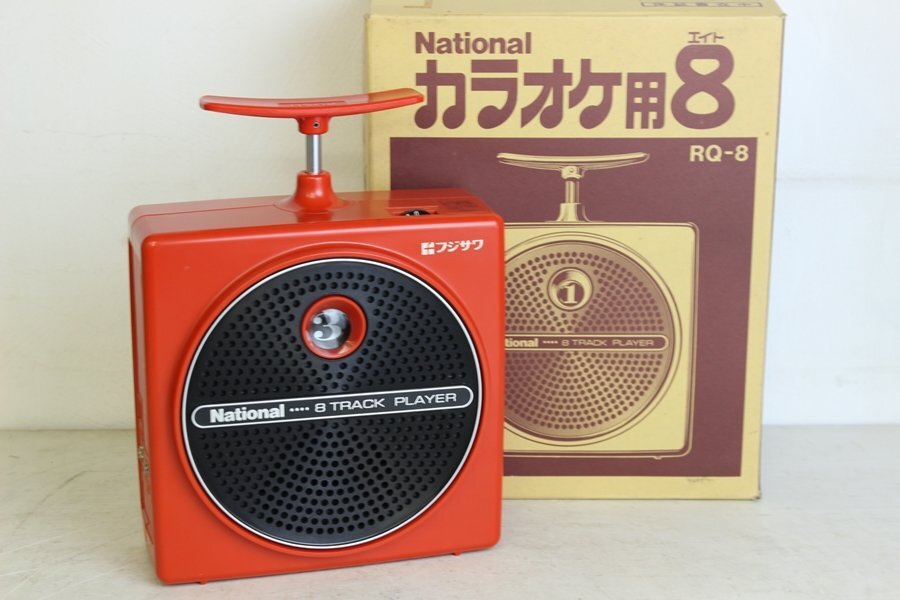 National
エイト
カラオケ用8
RQ-8
1
tional •••• 8 TRACK PLAYER
フジサワ
3
National •••• 8 TRACK PLAYER